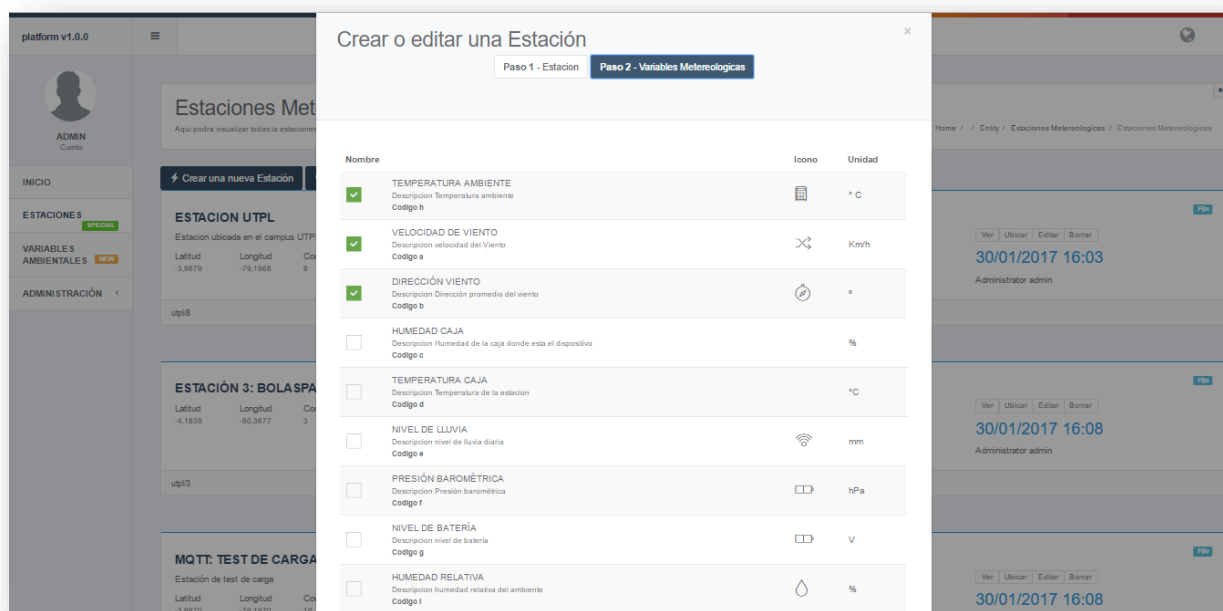 platform v1.0.0
ADMIN
Cuenta
INICIO
ESTACIONES
SPECIAL
VARIABLES
AMBIENTALES NEW
ADMINISTRACIÓN <
Estaciones Met
Aqui podra visualizar todas la estaciones
Home / / Entity / Estaciones Metereologicas / Estaciones Metereologicas
Crear una nueva Estación
ESTACION UTPL
Estacion ubicada en el campus UTP
Latitud Longitud Coo
-3,9879 -79,1968 8
utpl/8
Fijo
Ver Ubicar Editar Borrar
30/01/2017 16:03
Administrator admin
ESTACIÓN 3: BOLASPA
Latitud Longitud Coo
-4,1839 -80,3677 3
utpl/3
Fijo
Ver Ubicar Editar Borrar
30/01/2017 16:08
Administrator admin
MQTT: TEST DE CARGA
Estación de test de carga
Latitud Longitud Coo
Fijo
Ver Ubicar Editar Borrar
30/01/2017 16:08
Crear o editar una Estación
×
Paso 1 - Estacion Paso 2 - Variables Metereologicas
Nombre Icono Unidad
TEMPERATURA AMBIENTE
Descripcion Temperatura ambiente
Codigo h
° C
VELOCIDAD DE VIENTO
Descripcion velocidad del Viento
Codigo a
Km/h
DIRECCIÓN VIENTO
Descripcion Dirección promedio del viento
Codigo b
°
HUMEDAD CAJA
Descripcion Humedad de la caja donde esta el dispositivo
Codigo c
%
TEMPERATURA CAJA
Descripcion Temperatura de la estacion
Codigo d
°C
NIVEL DE LLUVIA
Descripcion nivel de lluvia diaria
Codigo e
mm
PRESIÓN BAROMÉTRICA
Descripcion Presión barométrica
Codigo f
hPa
NIVEL DE BATERÍA
Descripcion nivel de batería
Codigo g
V
HUMEDAD RELATIVA
Descripcion humedad relativa del ambiente
Codigo l
%